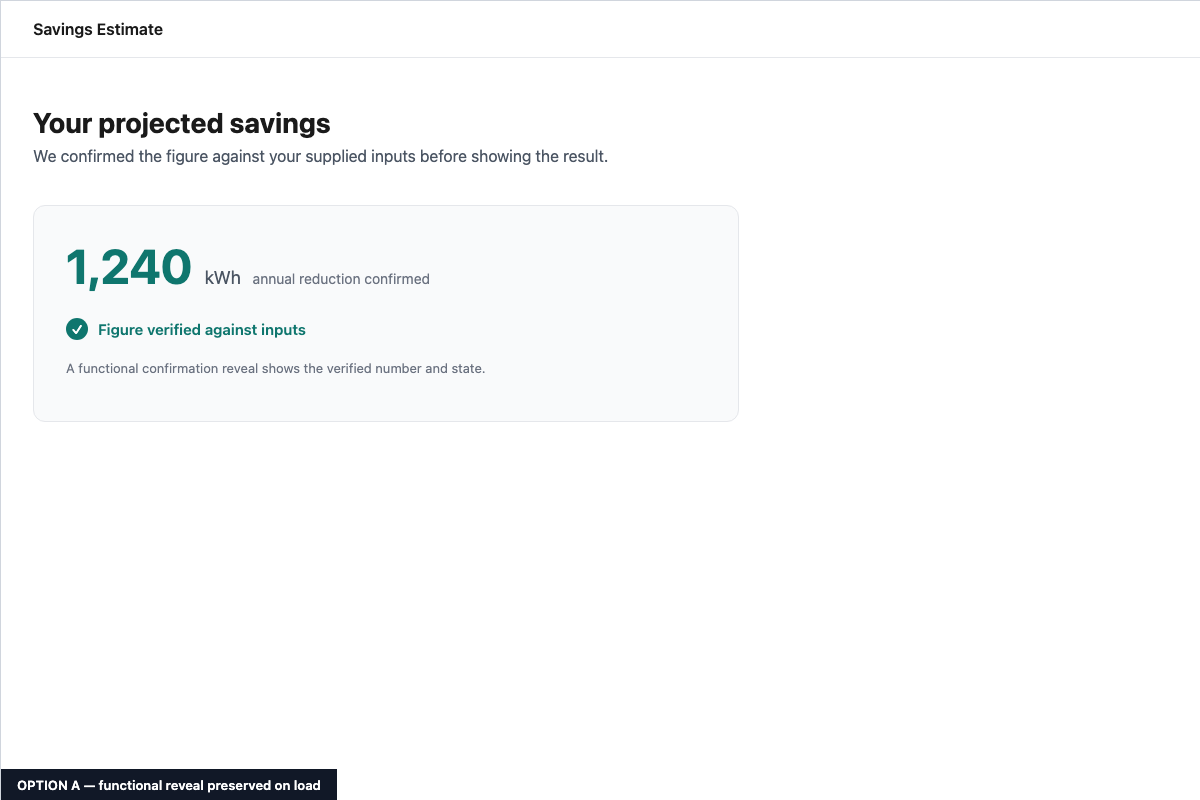 Savings Estimate
Your projected savings
We confirmed the figure against your supplied inputs before showing the result.
1,240 kWh annual reduction confirmed
Figure verified against inputs
A functional confirmation reveal shows the verified number and state.
OPTION A — functional reveal preserved on load